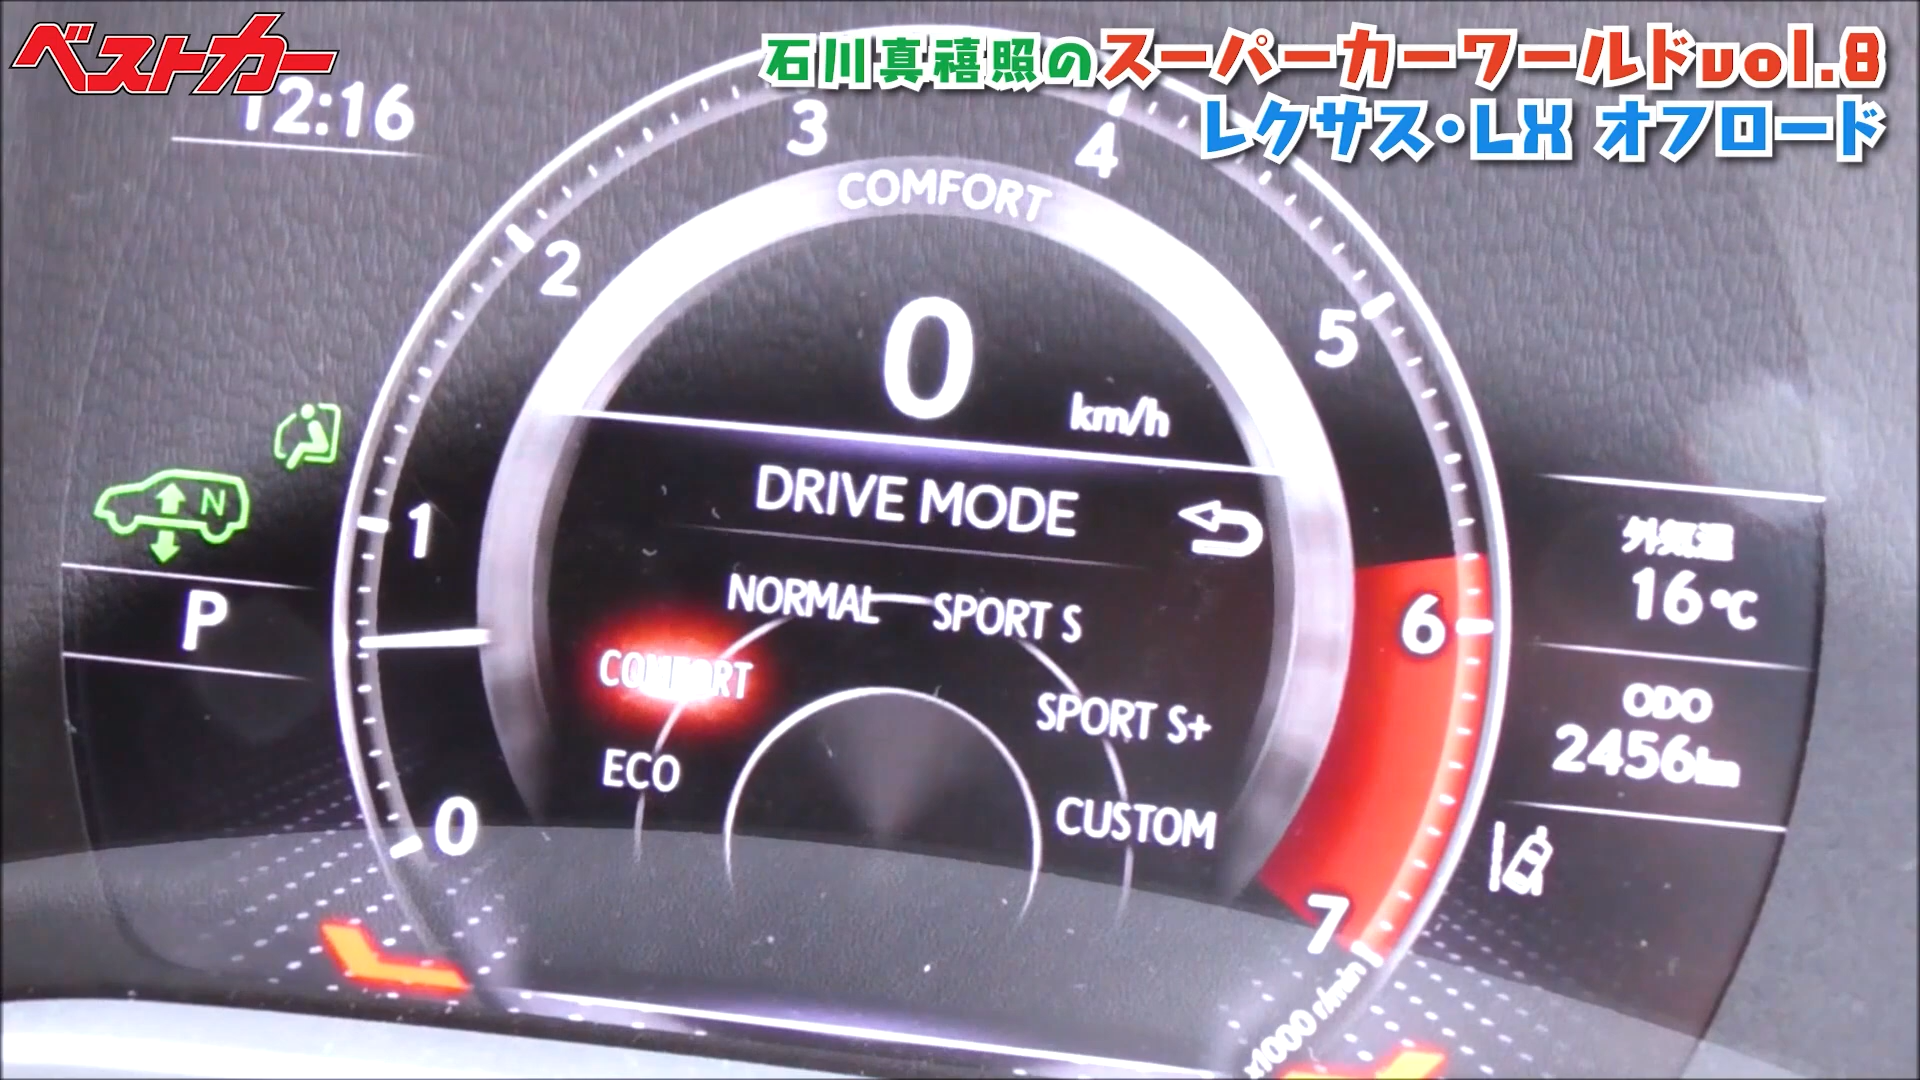 ベストカー
石川真禧照のスーパーカーワールドvol.8
レクサス・LX オフロード
12:16
3
4
COMFORT
2
5
0
km/h
N
1
DRIVE MODE
外気温
16℃
P
NORMAL
SPORT S
6
COMFORT
SPORT S+
ODO
2456km
ECO
CUSTOM
0
7
x1000 r/min